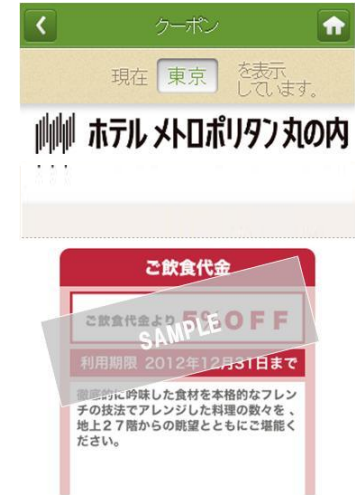 クーポン
現在 東京 を表示しています。
ホテル メトロポリタン 丸の内
ご飲食代金
ご飲食代金より 5%OFF
SAMPLE
利用期限 2012年12月31日まで
徹底的に吟味した食材を本格的なフレン
チの技法でアレンジした料理の数々を、
地上27階からの眺望とともにご堪能く
ださい。